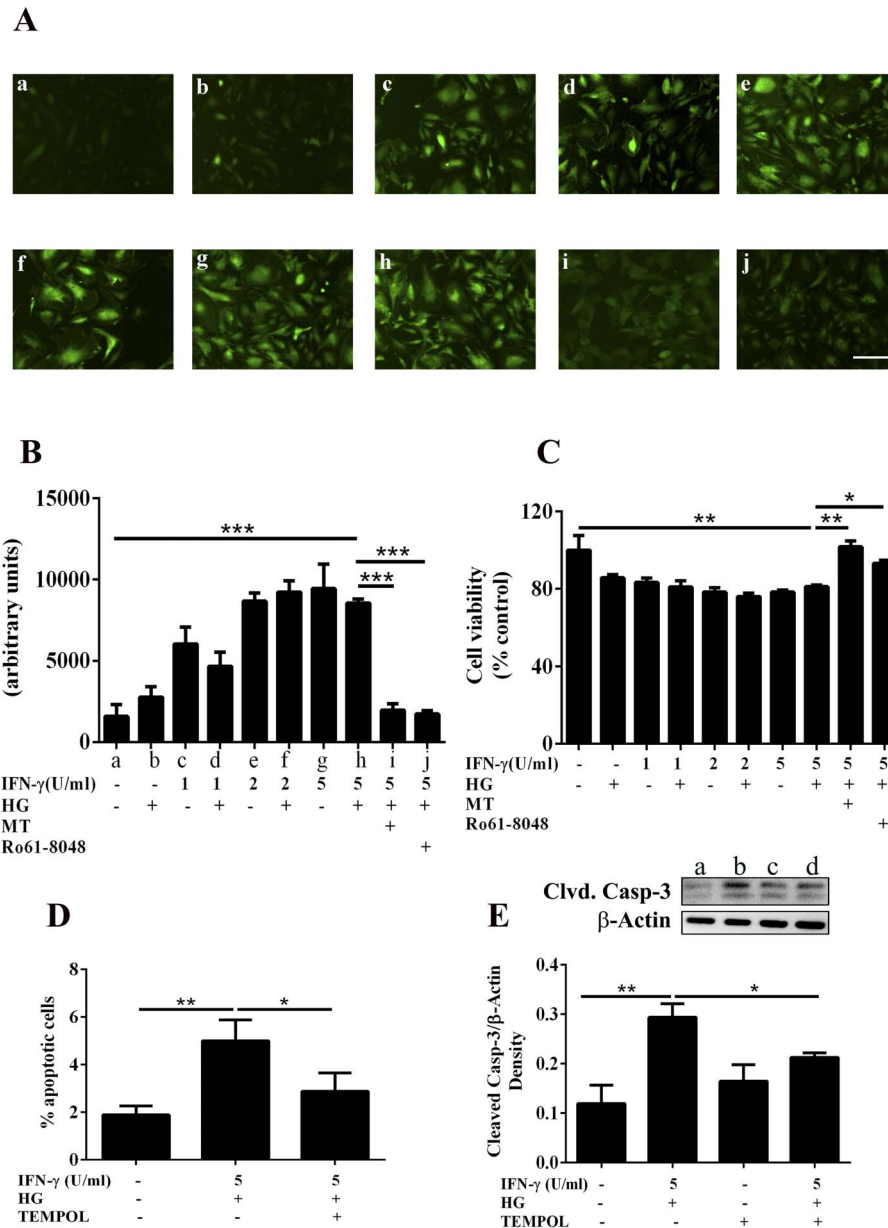 A
a b c d e
f g h i j
B
(arbitrary units)
15000
10000
5000
0
***
***
***
a b c d e f g h i j
IFN-γ(U/ml) - - 1 1 2 2 5 5 5 5
HG - + - + - + - + + +
MT +
Ro61-8048 +
C
Cell viability
(% control)
120
80
40
0
*
** **
IFN-γ(U/ml) - - 1 1 2 2 5 5 5 5
HG - + - + - + - + + +
MT +
Ro61-8048 +
D
% apoptotic cells
8
6
4
2
0
** *
IFN-γ (U/ml) - 5 5
HG - + +
TEMPOL - - +
E
a b c d
Clvd. Casp-3
β-Actin
Cleaved Casp-3/β-Actin
Density
0.4
0.3
0.2
0.1
0.0
** *
IFN-γ (U/ml) - 5 - 5
HG - + - +
TEMPOL - - + +